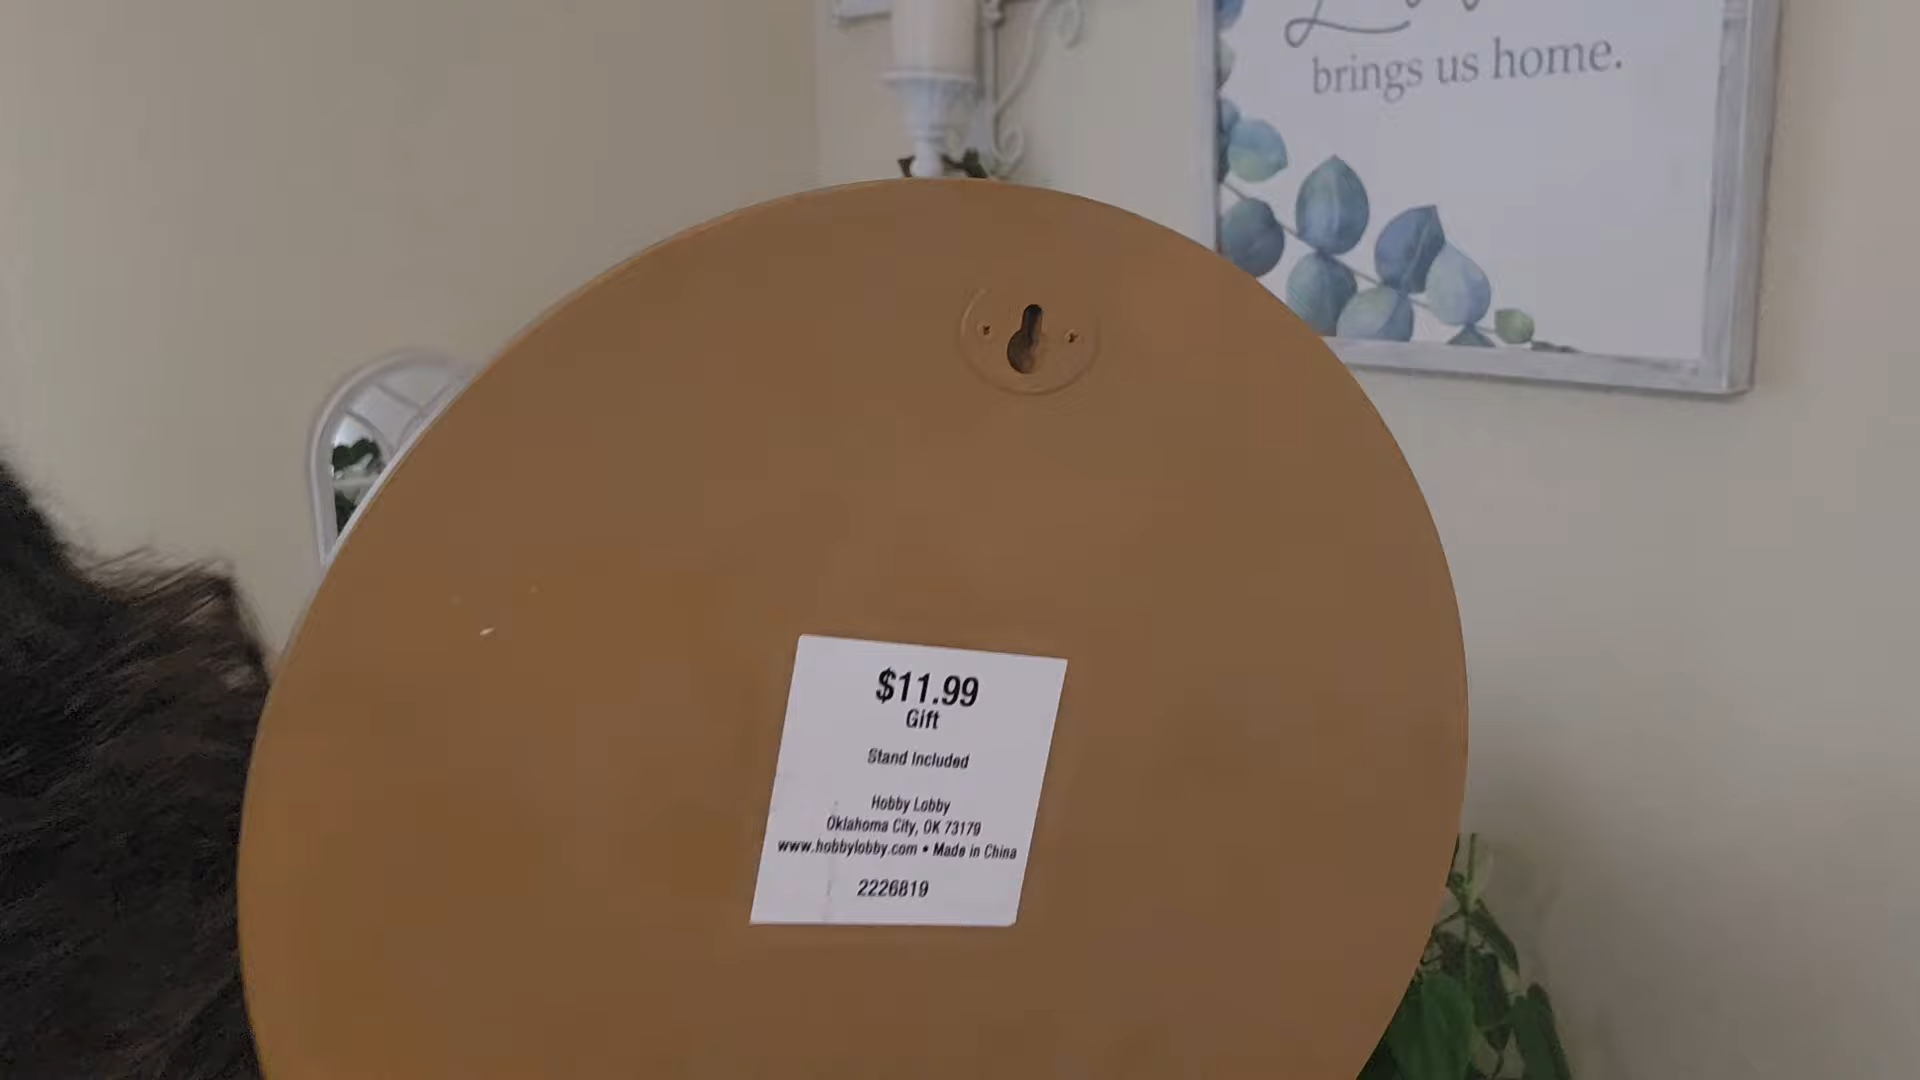 brings us home.
$11.99
Gift
Stand Included
Hobby Lobby
Oklahoma City, OK 73179
www.hobbylobby.com • Made in China
2226819